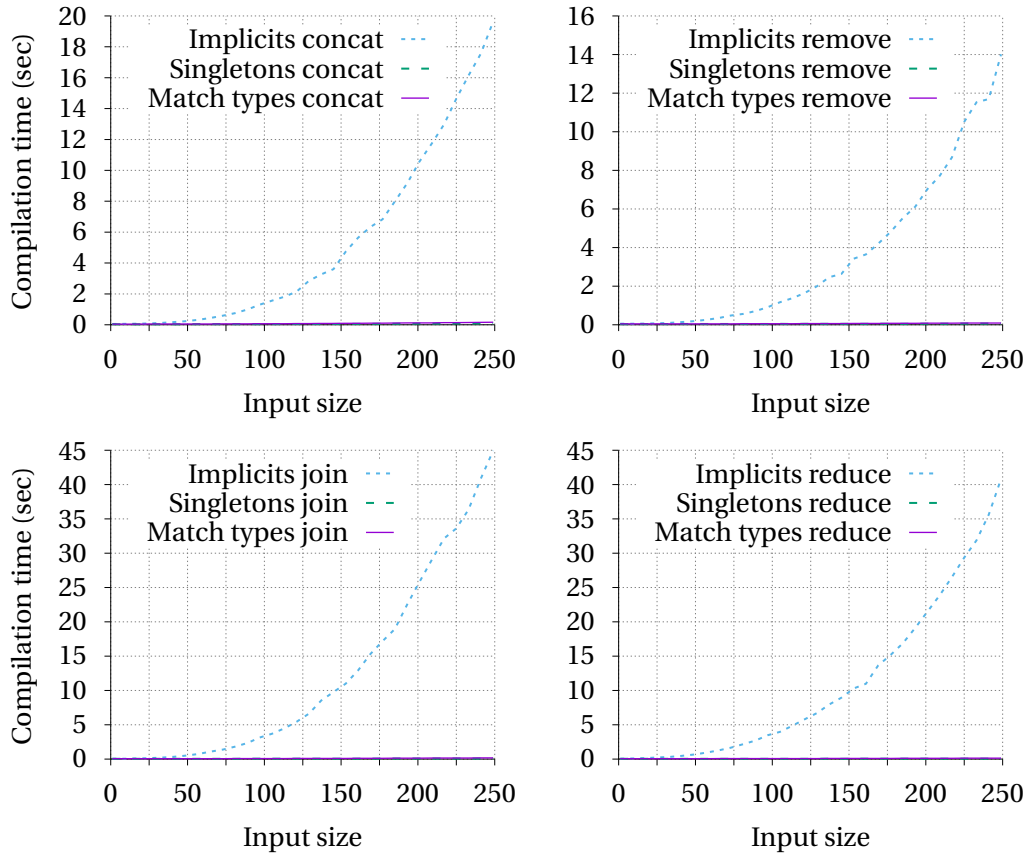 20
18
16
14
12
10
8
6
4
2
0
0 50 100 150 200 250
Compilation time (sec)
Input size
Implicits concat
Singletons concat
Match types concat
16
14
12
10
8
6
4
2
0
0 50 100 150 200 250
Input size
Implicits remove
Singletons remove
Match types remove
45
40
35
30
25
20
15
10
5
0
0 50 100 150 200 250
Compilation time (sec)
Input size
Implicits join
Singletons join
Match types join
45
40
35
30
25
20
15
10
5
0
0 50 100 150 200 250
Input size
Implicits reduce
Singletons reduce
Match types reduce